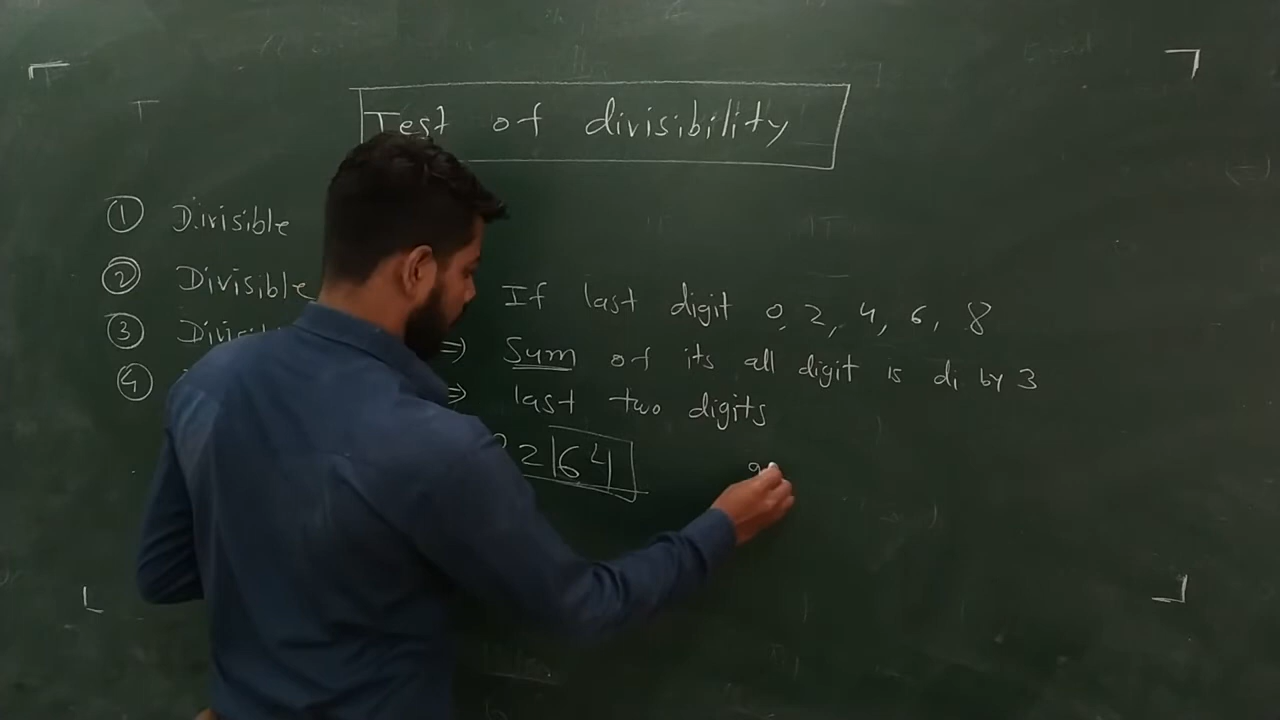 Test of divisibility
① Divisible
② Divisible If last digit 0, 2, 4, 6, 8
③ ⇒ Sum of its all digit is di by 3
④ ⇒ last two digits
2 64